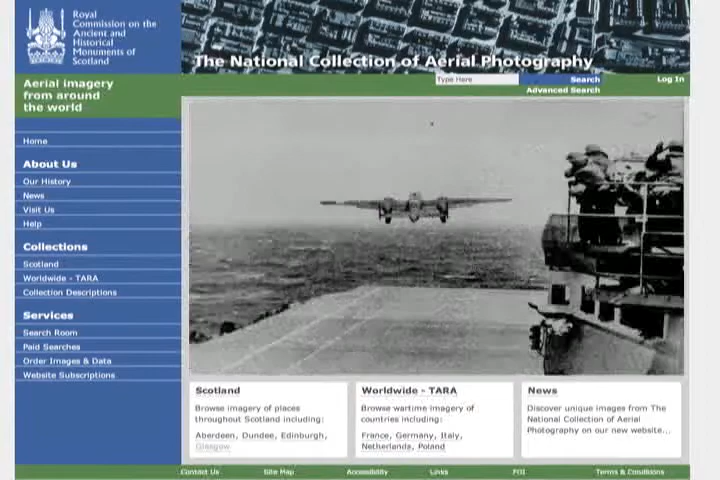 Royal
Commission on the
Ancient and
Historical
Monuments of
Scotland
The National Collection of Aerial Photography
Type Here
Search
Log In
Advanced Search
Aerial imagery
from around
the world
Home
About Us
Our History
News
Visit Us
Help
Collections
Scotland
Worldwide - TARA
Collection Descriptions
Services
Search Room
Paid Searches
Order Images & Data
Website Subscriptions
Scotland
Browse imagery of places
throughout Scotland including:
Aberdeen, Dundee, Edinburgh,
Glasgow
Worldwide - TARA
Browse wartime imagery of
countries including:
France, Germany, Italy,
Netherlands, Poland
News
Discover unique images from The
National Collection of Aerial
Photography on our new website...
Contact Us
Site Map
Accessibility
Links
FOI
Terms & Conditions